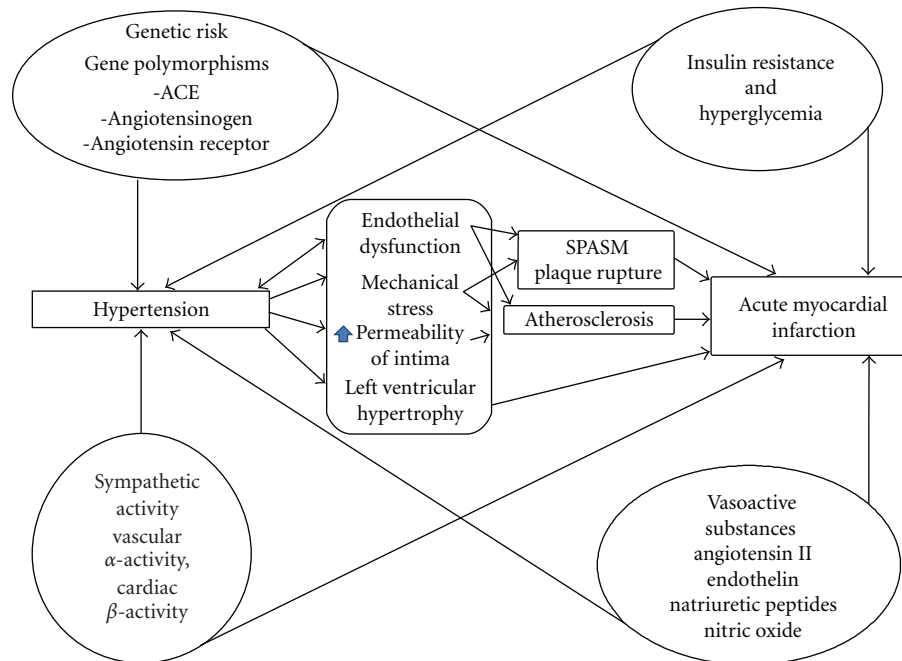 Genetic risk
Gene polymorphisms
-ACE
-Angiotensinogen
-Angiotensin receptor
Insulin resistance
and
hyperglycemia
Hypertension
Endothelial
dysfunction
Mechanical
stress
Permeability
of intima
Left ventricular
hypertrophy
SPASM
plaque rupture
Atherosclerosis
Acute myocardial
infarction
Sympathetic
activity
vascular
α-activity,
cardiac
β-activity
Vasoactive
substances
angiotensin II
endothelin
natriuretic peptides
nitric oxide